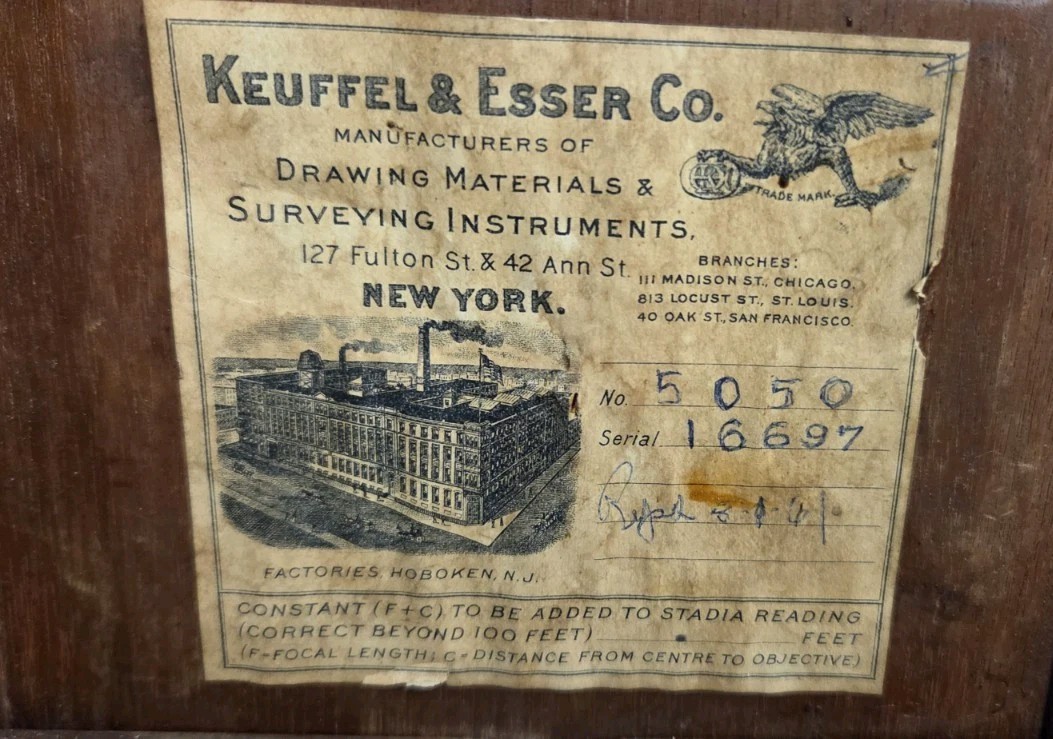 KEUFFEL & ESSER CO.
MANUFACTURERS OF
DRAWING MATERIALS &
SURVEYING INSTRUMENTS,
127 Fulton St. & 42 Ann St.
NEW YORK.
TRADE MARK.
BRANCHES:
111 MADISON ST., CHICAGO,
813 LOCUST ST., ST. LOUIS.
40 OAK ST., SAN FRANCISCO.
No. 5050
Serial 16697
FACTORIES, HOBOKEN, N.J.
CONSTANT (F+C) TO BE ADDED TO STADIA READING
(CORRECT BEYOND 100 FEET) FEET
(F=FOCAL LENGTH; C=DISTANCE FROM CENTRE TO OBJECTIVE)